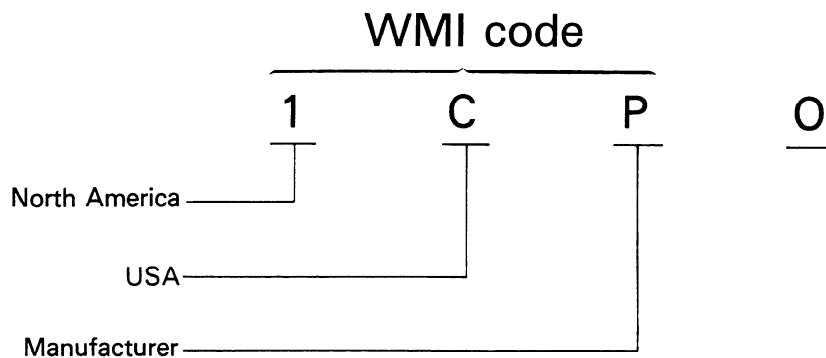 WMI code
1 C P O
North America
USA
Manufacturer